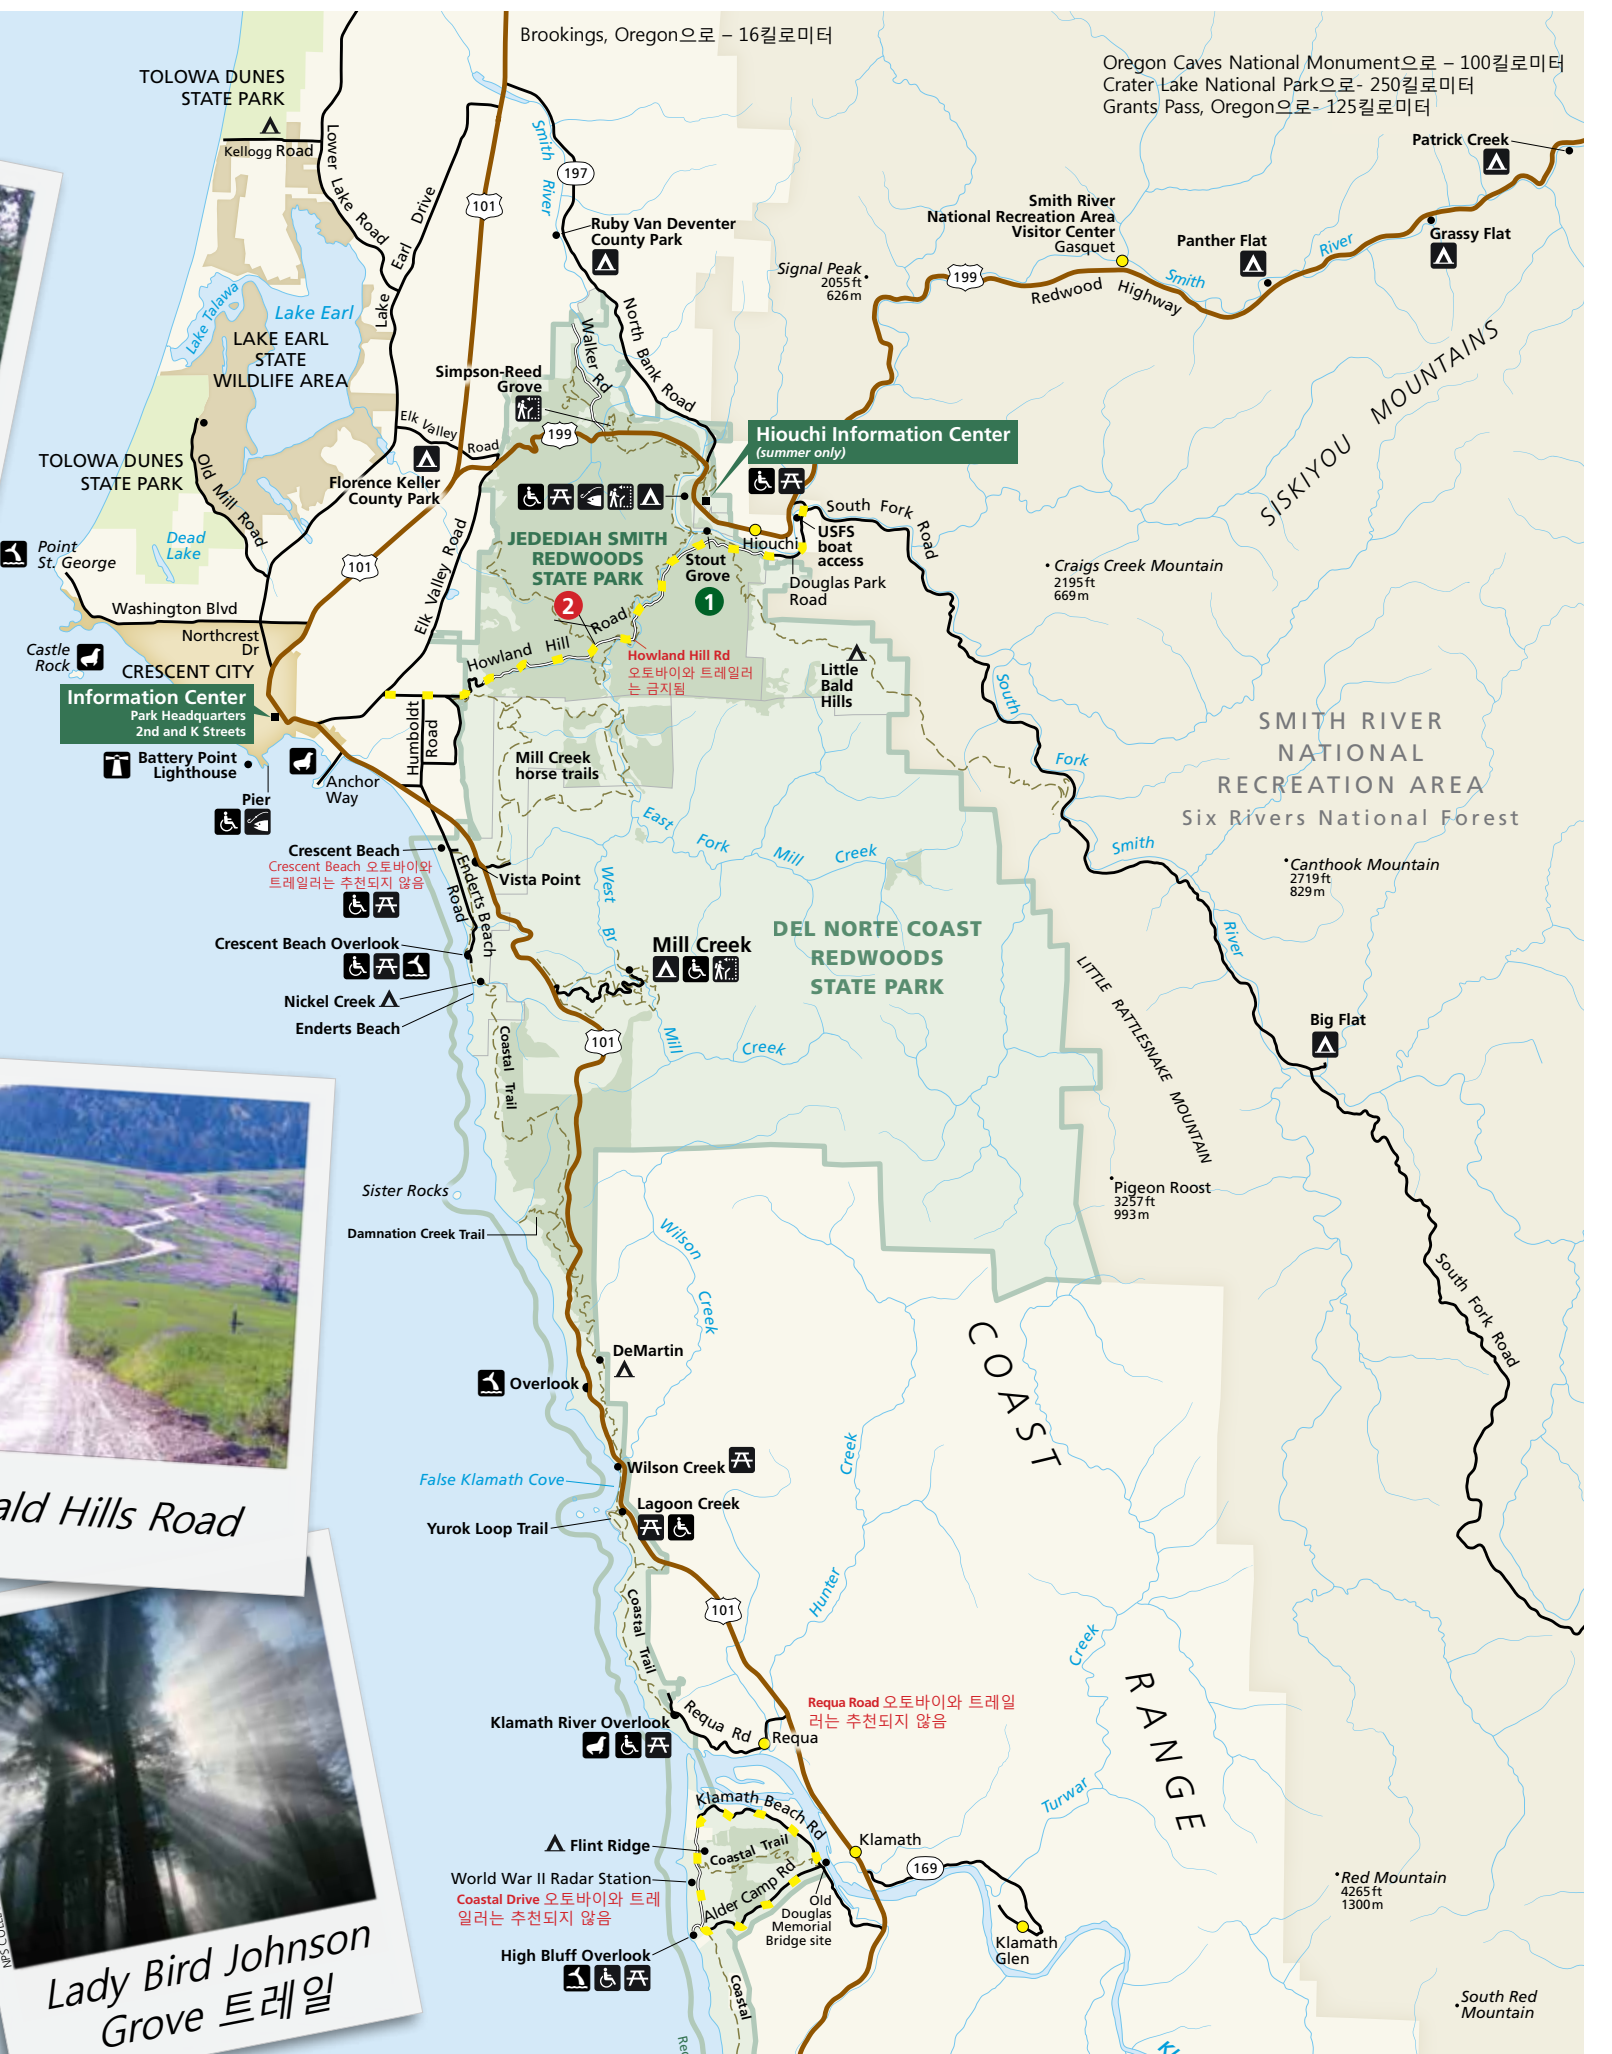 Brookings, Oregon으로 – 16킬로미터
Oregon Caves National Monument으로 – 100킬로미터
Crater Lake National Park으로- 250킬로미터
Grants Pass, Oregon으로- 125킬로미터
TOLOWA DUNES
STATE PARK
Kellogg Road
Lower Lake Road
Lake Earl Drive
101
Smith River
197
Ruby Van Deventer
County Park
Patrick Creek
Smith River
National Recreation Area
Visitor Center
Gasquet
Panther Flat
Grassy Flat
Smith River
199
Redwood Highway
Signal Peak
2055ft
626m
Lake Talawa
Lake Earl
LAKE EARL
STATE
WILDLIFE AREA
Walker Rd
North Bank Road
Simpson-Reed
Grove
199
Elk Valley Road
Hiouchi Information Center
(summer only)
SISKIYOU MOUNTAINS
TOLOWA DUNES
STATE PARK
Old Mill Road
Florence Keller
County Park
Dead
Lake
Point
St. George
101
Elk Valley Road
JEDEDIAH SMITH
REDWOODS
STATE PARK
2
Stout
Grove
1
Hiouchi
USFS
boat
access
South Fork Road
Douglas Park
Road
Craigs Creek Mountain
2195ft
669m
Washington Blvd
Northcrest
Dr
Castle
Rock
CRESCENT CITY
Information Center
Park Headquarters
2nd and K Streets
Howland Hill Road
Howland Hill Rd
오토바이와 트레일러
는 금지됨
Little
Bald
Hills
South Fork Smith River
SMITH RIVER
NATIONAL
RECREATION AREA
Six Rivers National Forest
Battery Point
Lighthouse
Pier
Anchor
Way
Humboldt
Road
Mill Creek
horse trails
East Fork Mill Creek
Crescent Beach
Crescent Beach 오토바이와
트레일러는 추천되지 않음
Enderts Beach
Road
Vista Point
West Br
Canthook Mountain
2719ft
829m
Crescent Beach Overlook
Mill Creek
DEL NORTE COAST
REDWOODS
STATE PARK
LITTLE RATTLESNAKE MOUNTAIN
Nickel Creek
Enderts Beach
Coastal Trail
101
Mill Creek
Big Flat
Sister Rocks
Damnation Creek Trail
Wilson Creek
Pigeon Roost
3257ft
993m
South Fork Road
COAST RANGE
DeMartin
Overlook
Wilson Creek
False Klamath Cove
Lagoon Creek
Yurok Loop Trail
Hunter Creek
ald Hills Road
Coastal Trail
101
Turwar Creek
Requa Road 오토바이와 트레일
러는 추천되지 않음
Klamath River Overlook
Requa Rd
Requa
Klamath Beach Rd
Flint Ridge
Coastal Trail
Klamath
169
World War II Radar Station
Coastal Drive 오토바이와 트레
일러는 추천되지 않음
Alder Camp Rd
Old
Douglas
Memorial
Bridge site
Red Mountain
4265ft
1300m
Klamath
Glen
High Bluff Overlook
Coastal
South Red
Mountain
Lady Bird Johnson
Grove 트레일